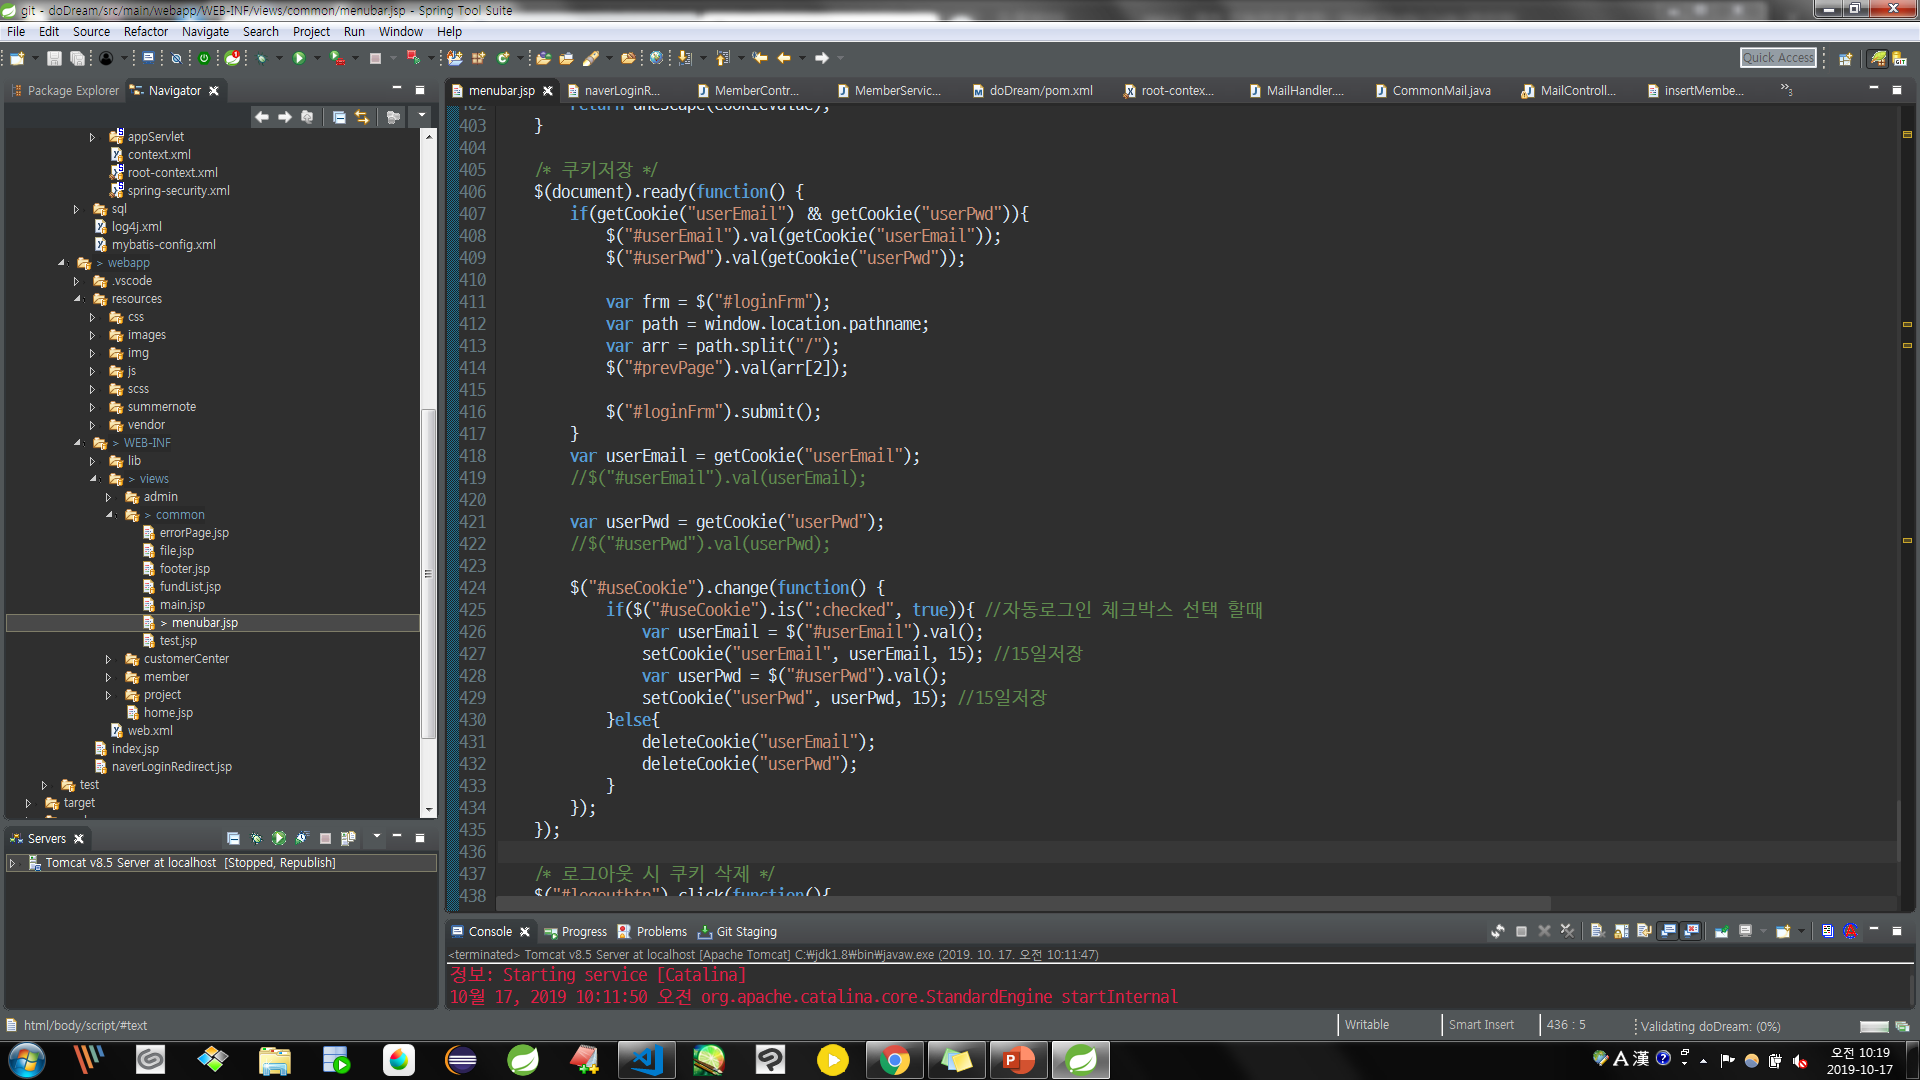 git - doDream/src/main/webapp/WEB-INF/views/common/menubar.jsp - Spring Tool Suite
File Edit Source Refactor Navigate Search Project Run Window Help
Quick Access
Package Explorer Navigator
appServlet
context.xml
root-context.xml
spring-security.xml
sql
log4j.xml
mybatis-config.xml
> webapp
.vscode
resources
css
images
img
js
scss
summernote
vendor
> WEB-INF
lib
> views
admin
> common
errorPage.jsp
file.jsp
footer.jsp
fundList.jsp
main.jsp
> menubar.jsp
test.jsp
customerCenter
member
project
home.jsp
web.xml
index.jsp
naverLoginRedirect.jsp
test
target
Servers
Tomcat v8.5 Server at localhost [Stopped, Republish]
menubar.jsp naverLoginR... MemberContr... MemberServic... doDream/pom.xml root-contex... MailHandler.... CommonMail.java MailControll... insertMembe... »3
402 return unescape(cookieValue);
403 }
404
405 /* 쿠키저장 */
406 $(document).ready(function() {
407 if(getCookie("userEmail") && getCookie("userPwd")){
408 $("#userEmail").val(getCookie("userEmail"));
409 $("#userPwd").val(getCookie("userPwd"));
410
411 var frm = $("#loginFrm");
412 var path = window.location.pathname;
413 var arr = path.split("/");
414 $("#prevPage").val(arr[2]);
415
416 $("#loginFrm").submit();
417 }
418 var userEmail = getCookie("userEmail");
419 //$("#userEmail").val(userEmail);
420
421 var userPwd = getCookie("userPwd");
422 //$("#userPwd").val(userPwd);
423
424 $("#useCookie").change(function() {
425 if($("#useCookie").is(":checked", true)){ //자동로그인 체크박스 선택 할때
426 var userEmail = $("#userEmail").val();
427 setCookie("userEmail", userEmail, 15); //15일저장
428 var userPwd = $("#userPwd").val();
429 setCookie("userPwd", userPwd, 15); //15일저장
430 }else{
431 deleteCookie("userEmail");
432 deleteCookie("userPwd");
433 }
434 });
435 });
436
437 /* 로그아웃 시 쿠키 삭제 */
438 $("#logoutbtn").click(function(){
Console Progress Problems Git Staging
<terminated> Tomcat v8.5 Server at localhost [Apache Tomcat] C:₩jdk1.8₩bin₩javaw.exe (2019. 10. 17. 오전 10:11:47)
정보: Starting service [Catalina]
10월 17, 2019 10:11:50 오전 org.apache.catalina.core.StandardEngine startInternal
html/body/script/#text
Writable Smart Insert 436 : 5 Validating doDream: (0%)
A 漢
오전 10:19
2019-10-17